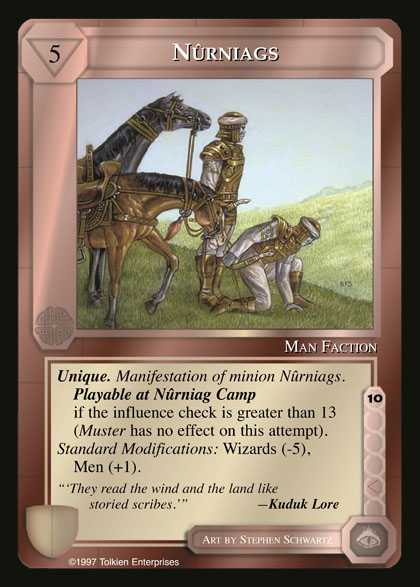 5
NÛRNIAGS
STS
MAN FACTION
Unique. Manifestation of minion Nûrniags.
Playable at Nûrniag Camp
if the influence check is greater than 13
(Muster has no effect on this attempt).
Standard Modifications: Wizards (-5),
Men (+1).
“‘They read the wind and the land like
storied scribes.’” —Kuduk Lore
10
ART BY STEPHEN SCHWARTZ
©1997 Tolkien Enterprises